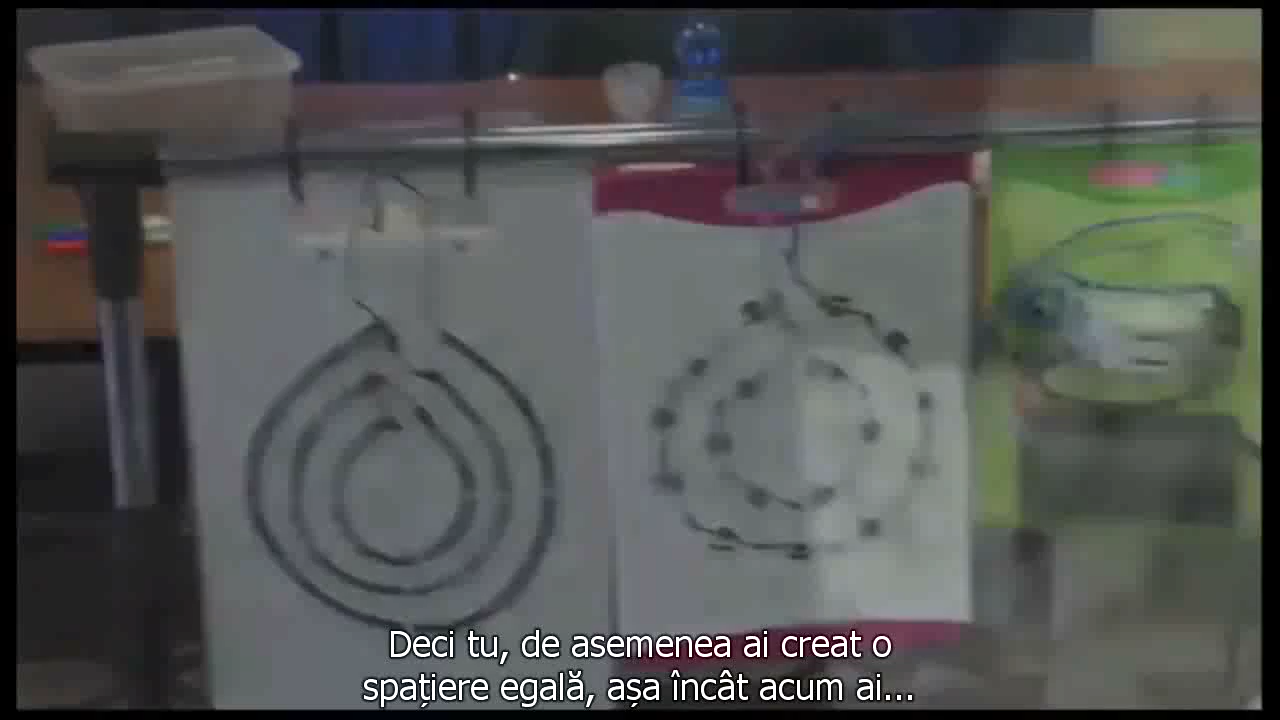 Deci tu, de asemenea ai creat o
spațiere egală, așa încât acum ai...